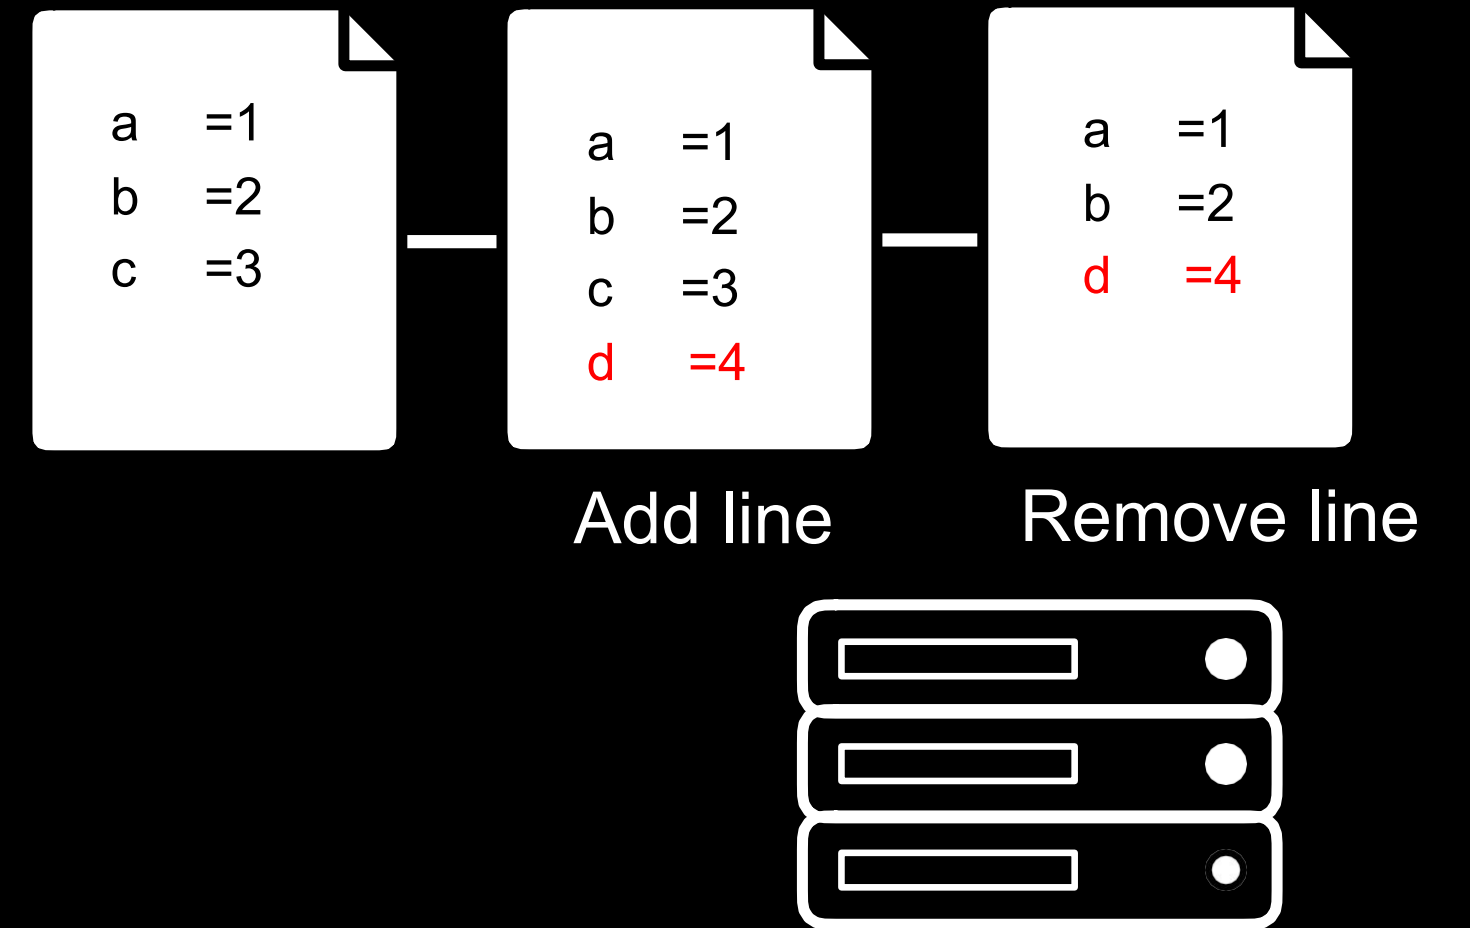 a =1
b =2
c =3
a =1
b =2
c =3
d =4
a =1
b =2
d =4
Add line
Remove line